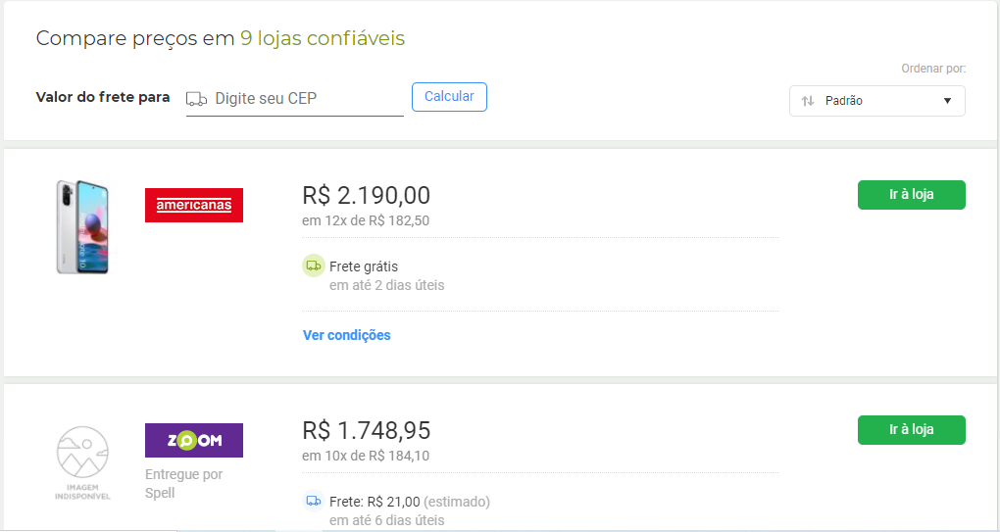 Compare preços em 9 lojas confiáveis
Ordenar por:
Valor do frete para
Digite seu CEP
Calcular
Padrão
americanas
R$ 2.190,00
em 12x de R$ 182,50
Ir à loja
Frete grátis
em até 2 dias úteis
Ver condições
ZOOM
R$ 1.748,95
em 10x de R$ 184,10
Ir à loja
IMAGEM
INDISPONÍVEL
Entregue por
Spell
Frete: R$ 21,00 (estimado)
em até 6 dias úteis